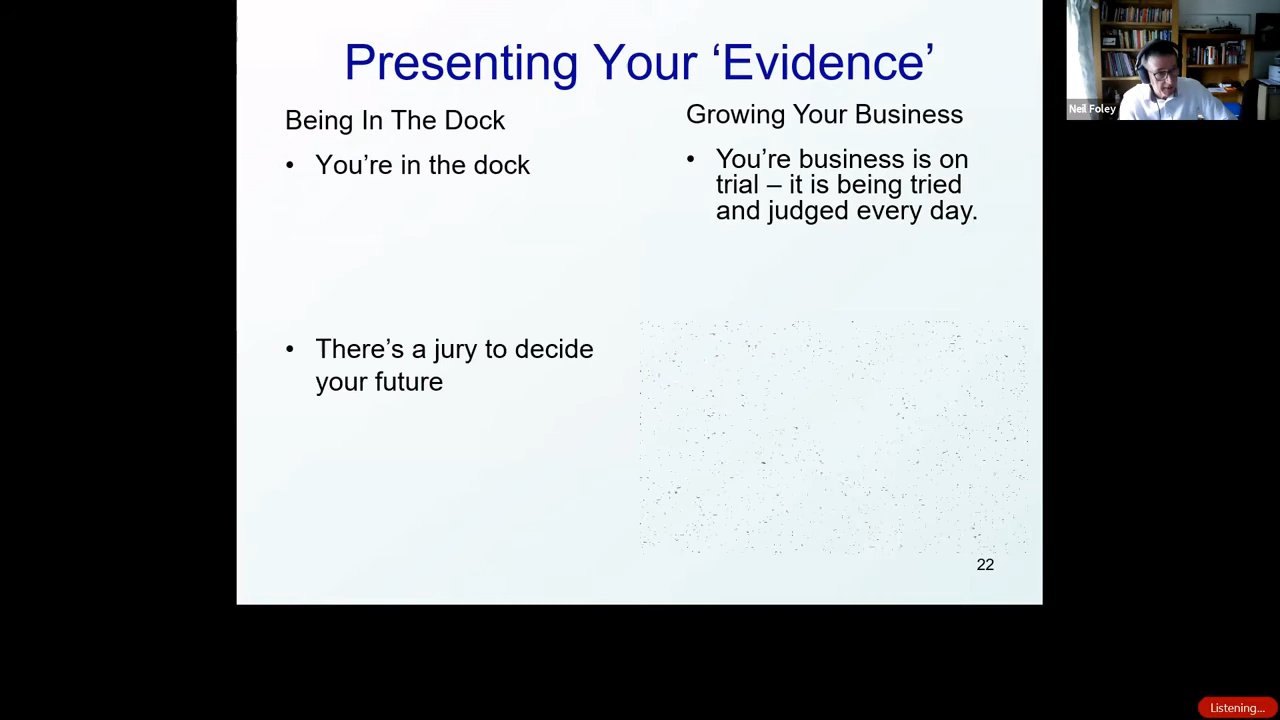 Presenting Your ‘Evidence’
Being In The Dock
• You’re in the dock
• There’s a jury to decide
your future
Growing Your Business
• You’re business is on
trial – it is being tried
and judged every day.
22
Neil Foley
Listening...